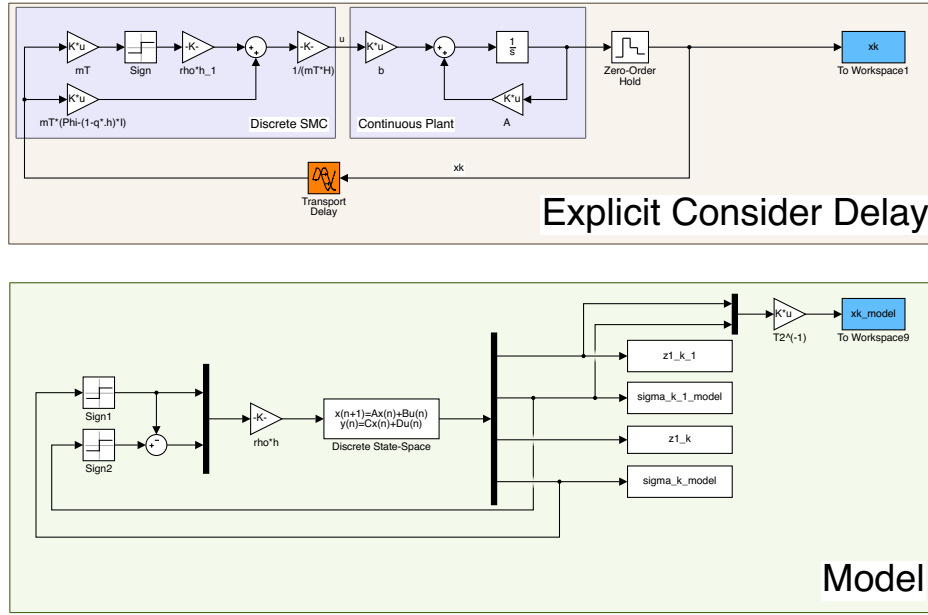 K*u
mT
Sign
-K-
rho*h_1
-K-
1/(mT*H)
u
K*u
b
1
s
K*u
A
Zero-Order
Hold
xk
To Workspace1
K*u
mT*(Phi-(1-q*.h)*I)
Discrete SMC
Continuous Plant
xk
Transport
Delay
Explicit Consider Delay
Sign1
Sign2
-K-
rho*h
x(n+1)=Ax(n)+Bu(n)
y(n)=Cx(n)+Du(n)
Discrete State-Space
K*u
T2^(-1)
xk_model
To Workspace9
z1_k_1
sigma_k_1_model
z1_k
sigma_k_model
Model